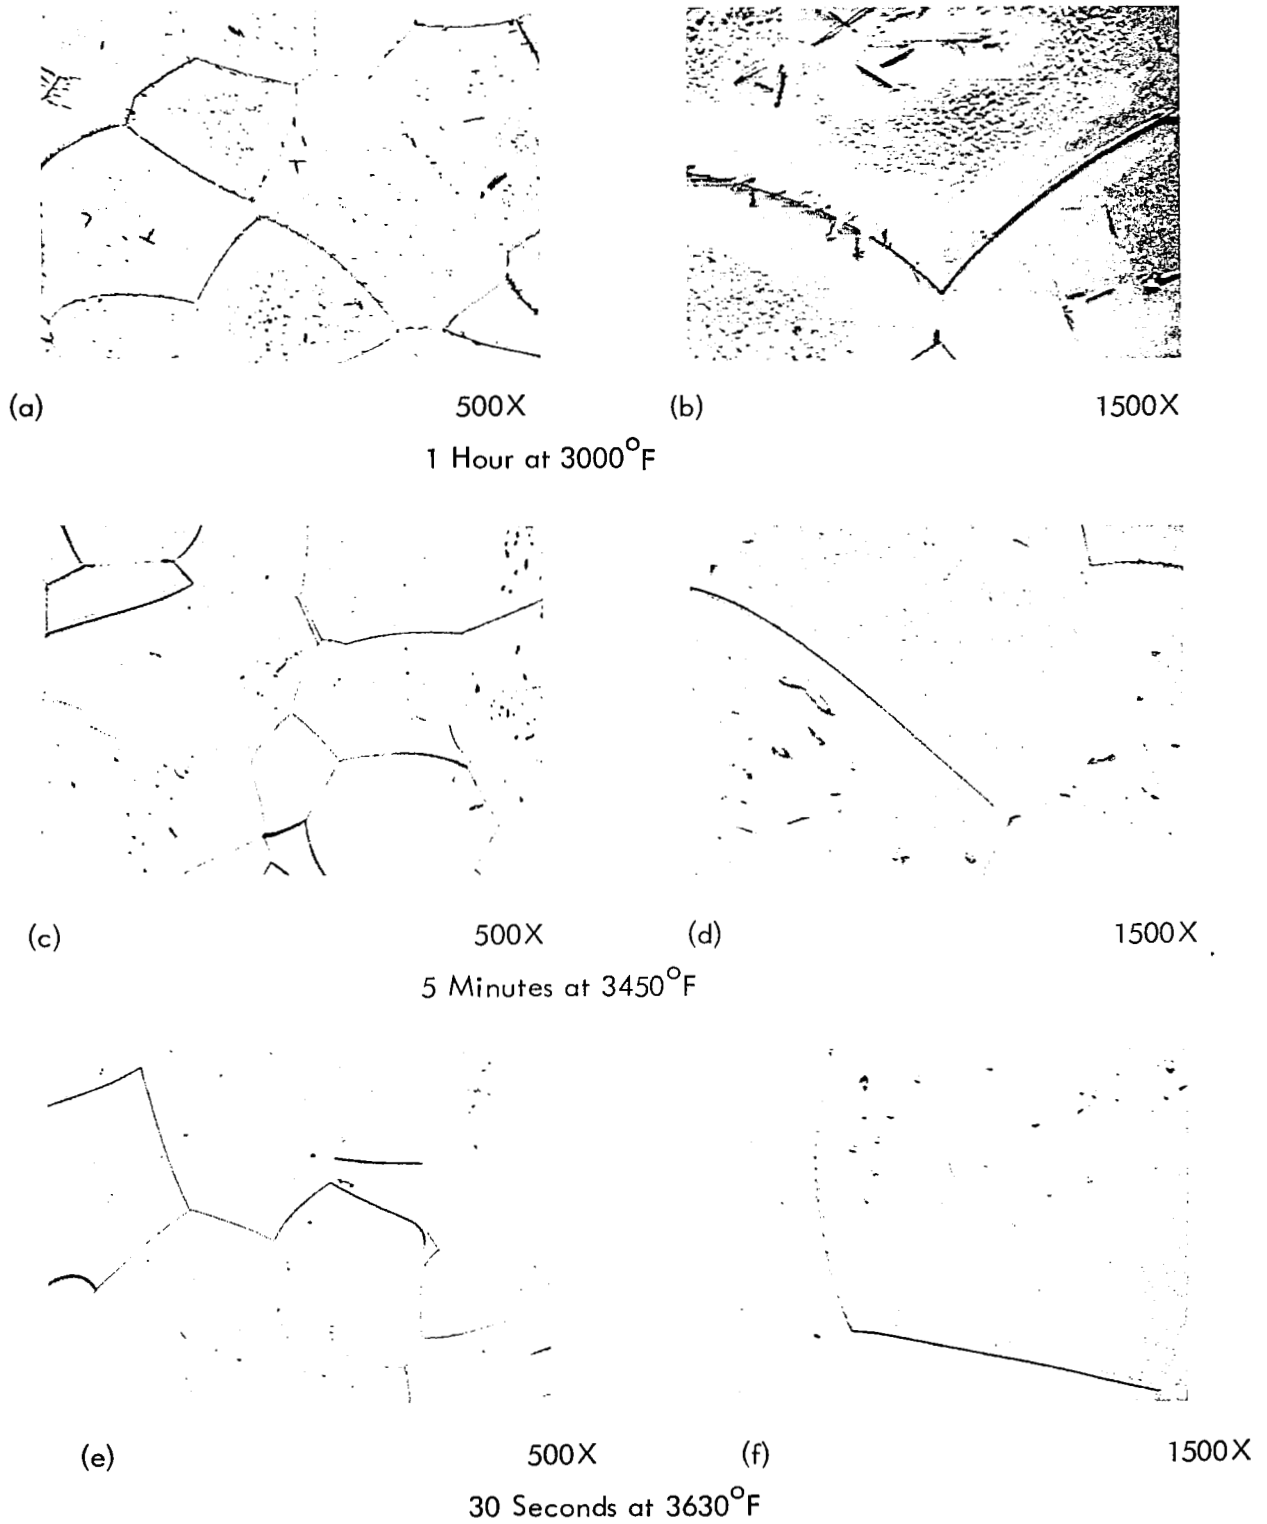 (a) 500X (b) 1500X
1 Hour at 3000°F
(c) 500X (d) 1500X
5 Minutes at 3450°F
(e) 500X (f) 1500X
30 Seconds at 3630°F